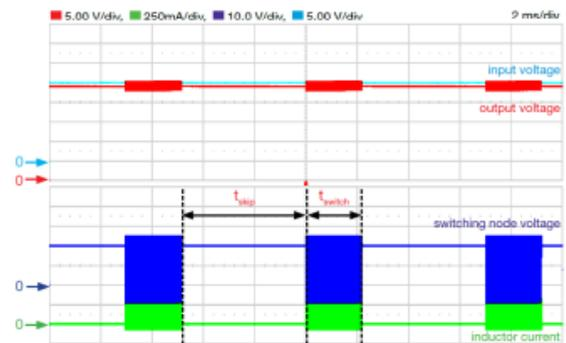 5.00 V/div, 250mA/div, 10.0 V/div, 5.00 V/div 2 ms/div
input voltage
output voltage
0
0
t_skip t_switch
switching node voltage
0
0
inductor current